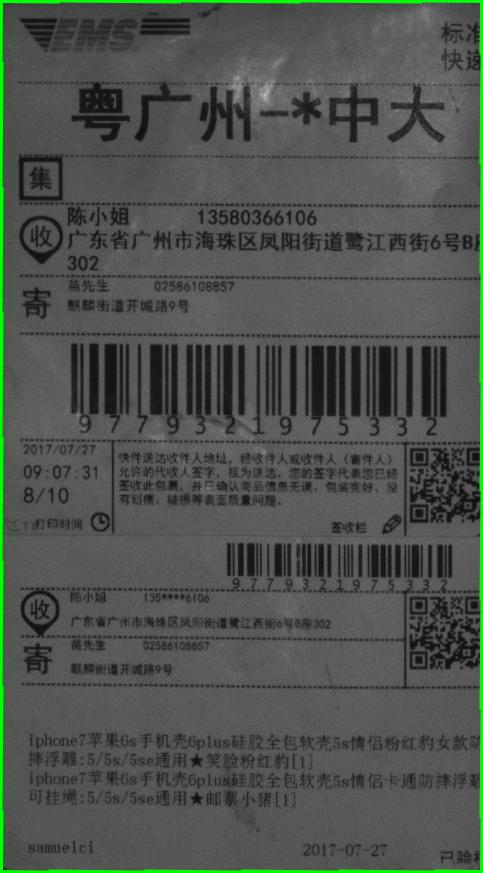 EMS
标准
快递
粤广州-*中大
集
收
陈小姐 13580366106
广东省广州市海珠区凤阳街道鹭江西街6号B座
302
寄
苗先生 02586108857
麒麟街道开城路9号
9779321975332
2017/07/27
09:07:31
8/10
打印时间
快件送达收件人地址，经收件人或收件人（寄件人）
允许的代收人签字，视为送达。您的签字代表您已经
签收此包裹，并已确认商品信息无误、包装完好、没
有划痕、破损等表面质量问题。
签收栏
9779321975332
收
陈小姐 135****6106
广东省广州市海珠区凤阳街道鹭江西街6号B座302
寄
苗先生 02586108857
麒麟街道开城路9号
iphone7苹果6s手机壳6plus硅胶全包软壳5s情侣粉红豹女款防
摔浮雕:5/5s/5se通用★笑脸粉红豹[1]
iphone7苹果6s手机壳6plus硅胶全包软壳5s情侣卡通防摔浮雕
可挂绳:5/5s/5se通用★邮票小猪[1]
samuelci 2017-07-27
已验视